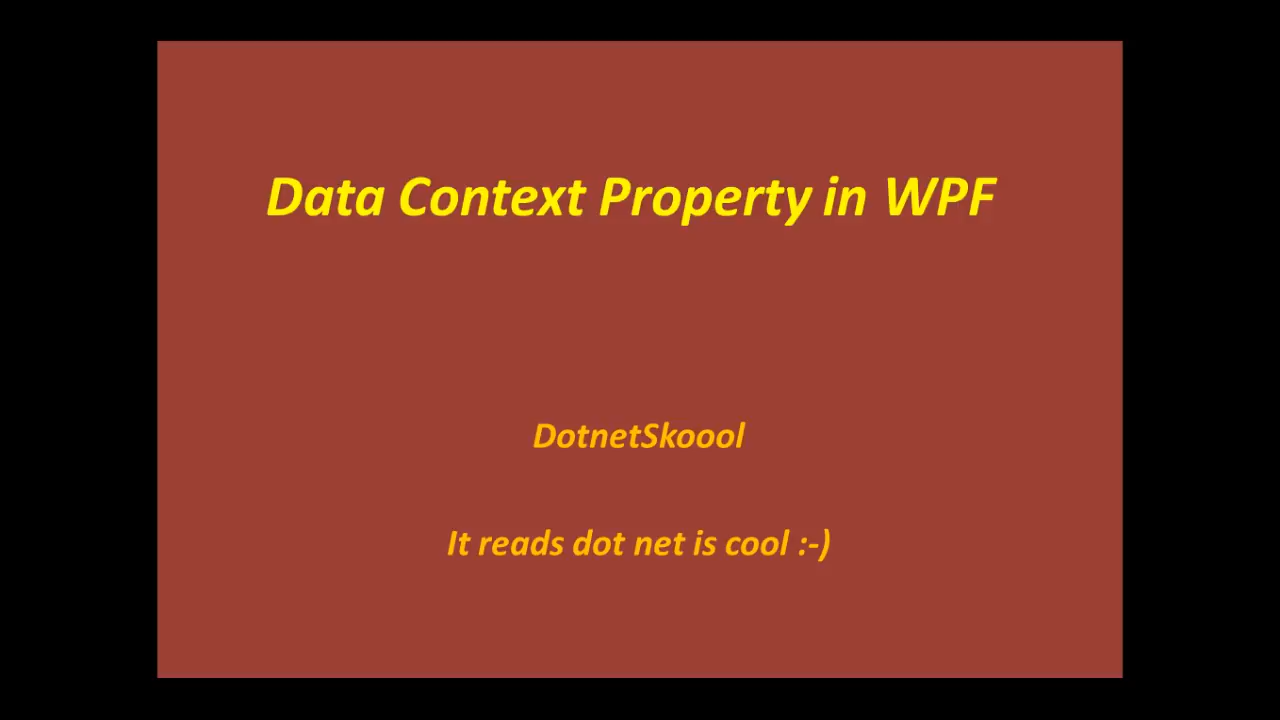 Data Context Property in WPF
DotnetSkoool
It reads dot net is cool :-)